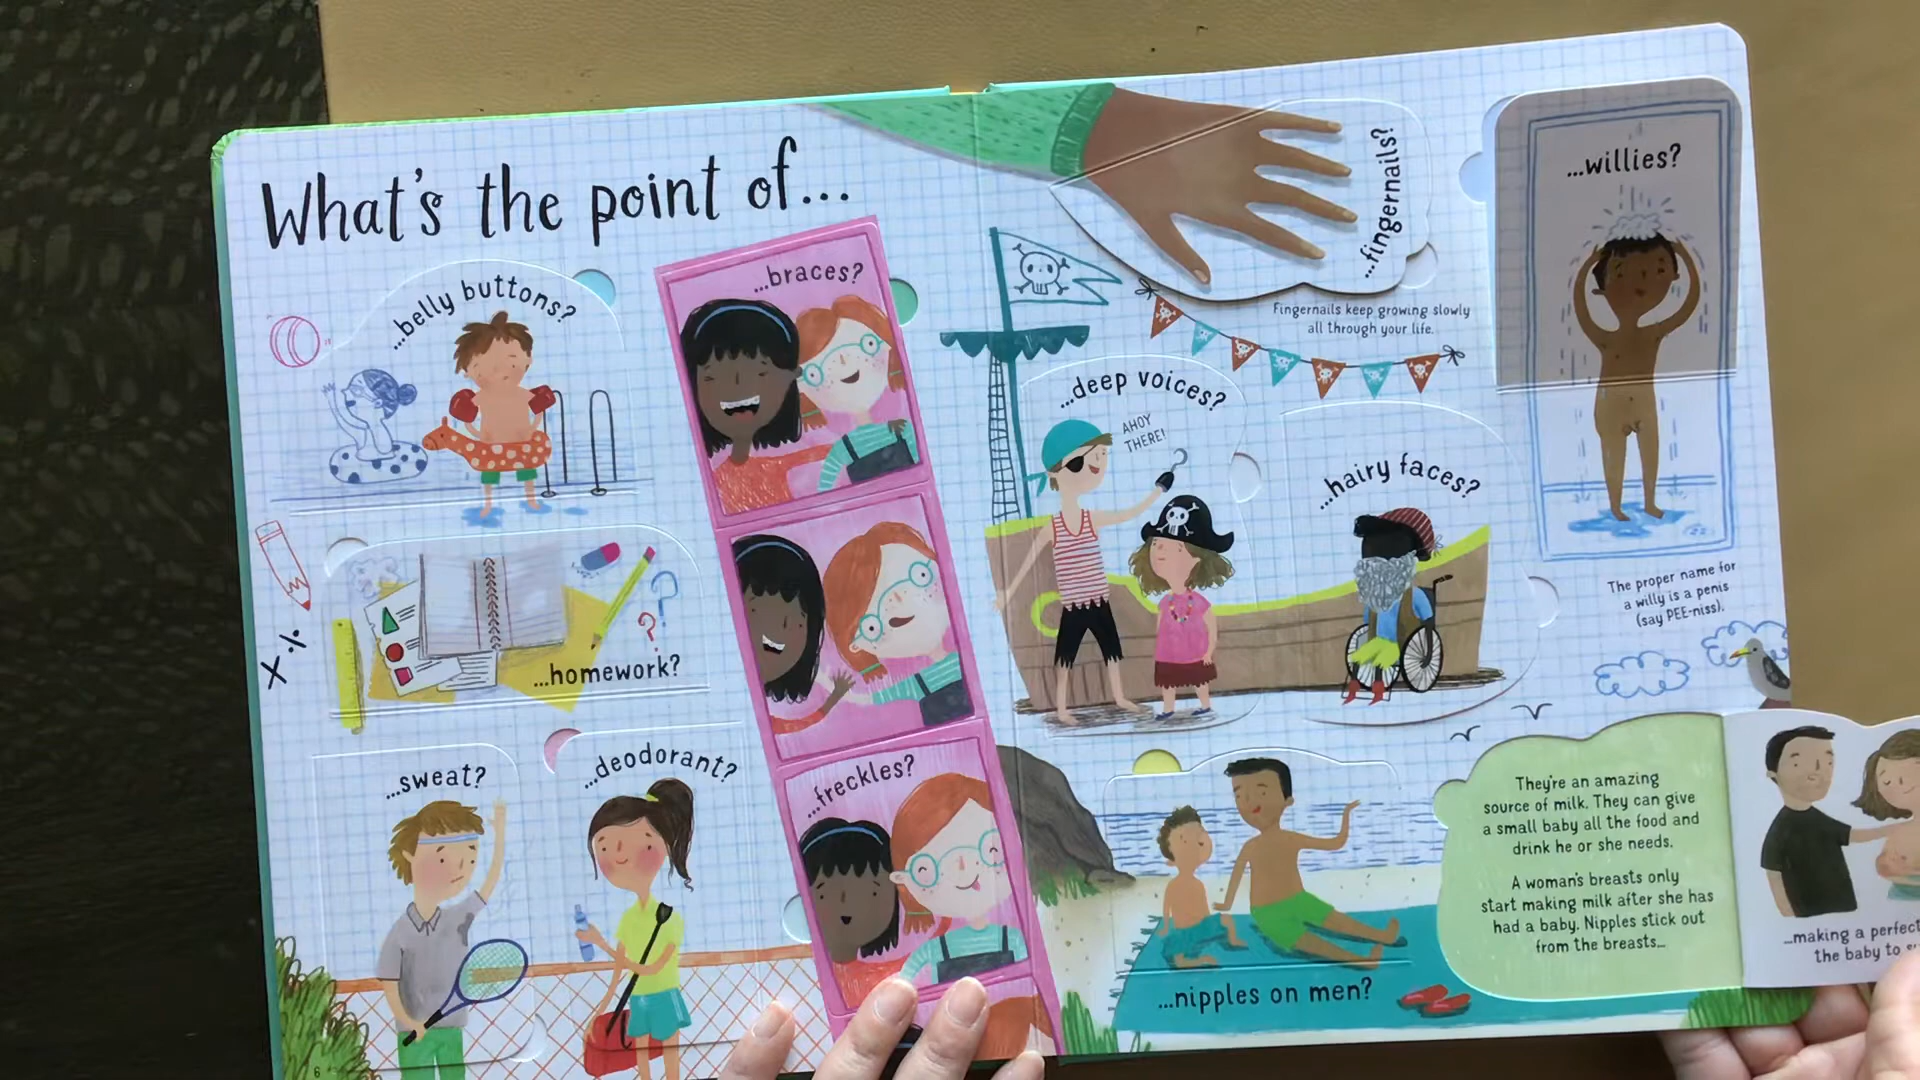 What's the point of...
...belly buttons?
...braces?
...homework?
...sweat?
...deodorant?
...freckles?
6
...fingernails?
Fingernails keep growing slowly
all through your life.
...willies?
The proper name for
a willy is a penis
(say PEE-niss).
...deep voices?
AHOY
THERE!
...hairy faces?
...nipples on men?
They're an amazing
source of milk. They can give
a small baby all the food and
drink he or she needs.
A woman's breasts only
start making milk after she has
had a baby. Nipples stick out
from the breasts...
...making a perfect
the baby to